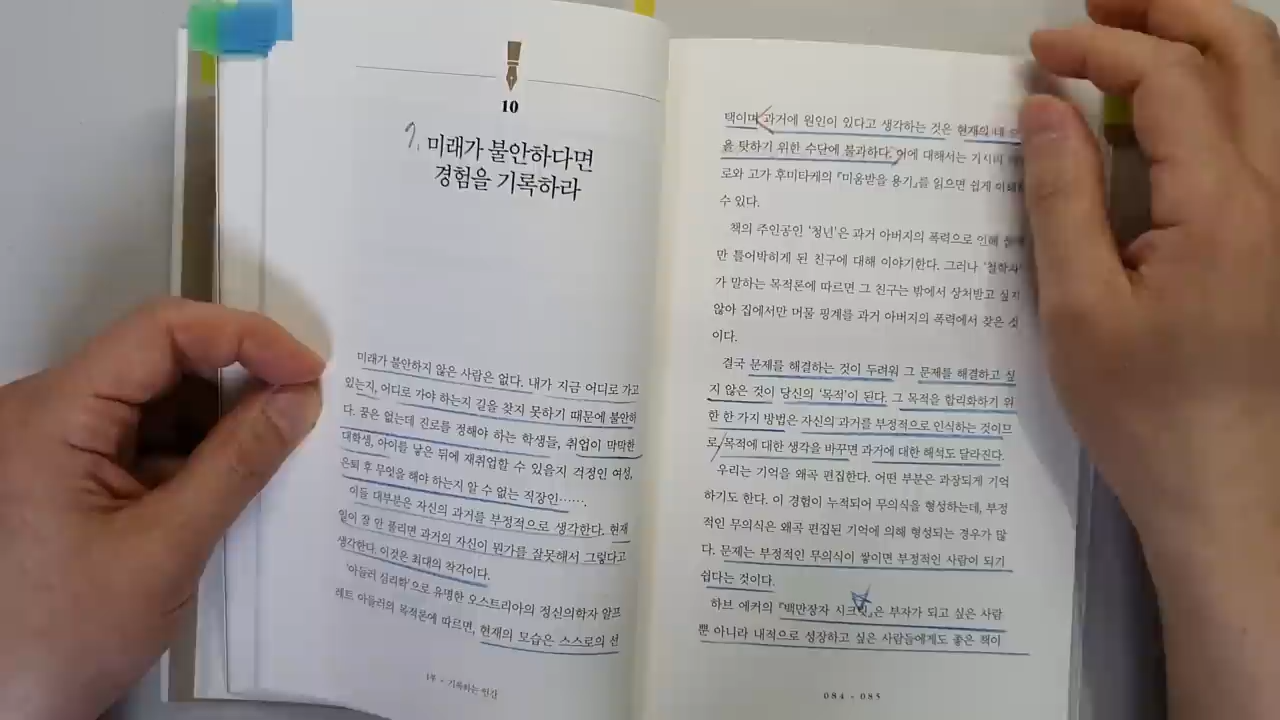 10
미래가 불안하다면
경험을 기록하라
미래가 불안하지 않은 사람은 없다. 내가 지금 어디로 가고
있는지, 어디로 가야 하는지 길을 찾지 못하기 때문에 불안하
다. 꿈은 없는데 진로를 정해야 하는 학생들, 취업이 막막한
대학생, 아이를 낳은 뒤에 재취업할 수 있을지 걱정인 여성,
은퇴 후 무엇을 해야 하는지 알 수 없는 직장인…….
이들 대부분은 자신의 과거를 부정적으로 생각한다. 현재
일이 잘 안 풀리면 과거의 자신이 뭔가를 잘못해서 그렇다고
생각한다. 이것은 최대의 착각이다.
'아들러 심리학'으로 유명한 오스트리아의 정신의학자 알프
레트 아들러의 목적론에 따르면, 현재의 모습은 스스로의 선
1부 · 기록하는 인간
택이며 과거에 원인이 있다고 생각하는 것은 현재의 네
을 탓하기 위한 수단에 불과하다. 이에 대해서는 기시미
로와 고가 후미타케의 『미움받을 용기』를 읽으면 쉽게 이해할
수 있다.
책의 주인공인 '청년'은 과거 아버지의 폭력으로 인해
만 틀어박히게 된 친구에 대해 이야기한다. 그러나 '철학자'
가 말하는 목적론에 따르면 그 친구는 밖에서 상처받고 싶지
않아 집에서만 머물 핑계를 과거 아버지의 폭력에서 찾은 것
이다.
결국 문제를 해결하는 것이 두려워 그 문제를 해결하고 싶
지 않은 것이 당신의 '목적'이 된다. 그 목적을 합리화하기 위
한 한 가지 방법은 자신의 과거를 부정적으로 인식하는 것이므
로, 목적에 대한 생각을 바꾸면 과거에 대한 해석도 달라진다.
우리는 기억을 왜곡 편집한다. 어떤 부분은 과장되게 기억
하기도 한다. 이 경험이 누적되어 무의식을 형성하는데, 부정
적인 무의식은 왜곡 편집된 기억에 의해 형성되는 경우가 많
다. 문제는 부정적인 무의식이 쌓이면 부정적인 사람이 되기
쉽다는 것이다.
하브 에커의 『백만장자 시크릿』은 부자가 되고 싶은 사람
뿐 아니라 내적으로 성장하고 싶은 사람들에게도 좋은 책이
084 - 085